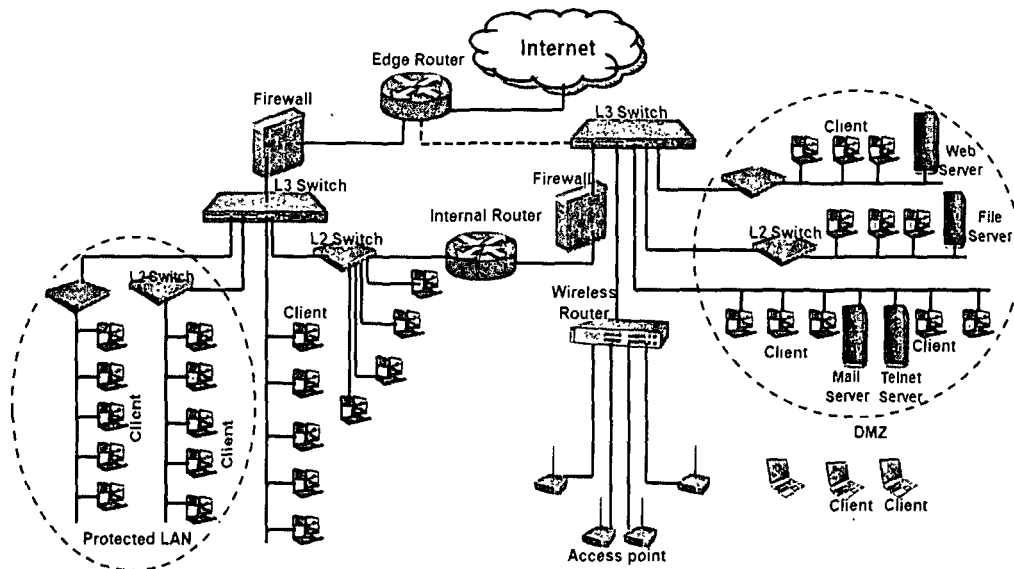 Internet
Edge Router
Firewall
L3 Switch
Client
Web
Server
L3 Switch
Firewall
Internal Router
L2 Switch
File
Server
L2 Switch
L2 Switch
Wireless
Router
Client
Client
Client
Mail
Server
Telnet
Server
DMZ
Client
Client
Client
Client
Protected LAN
Access point